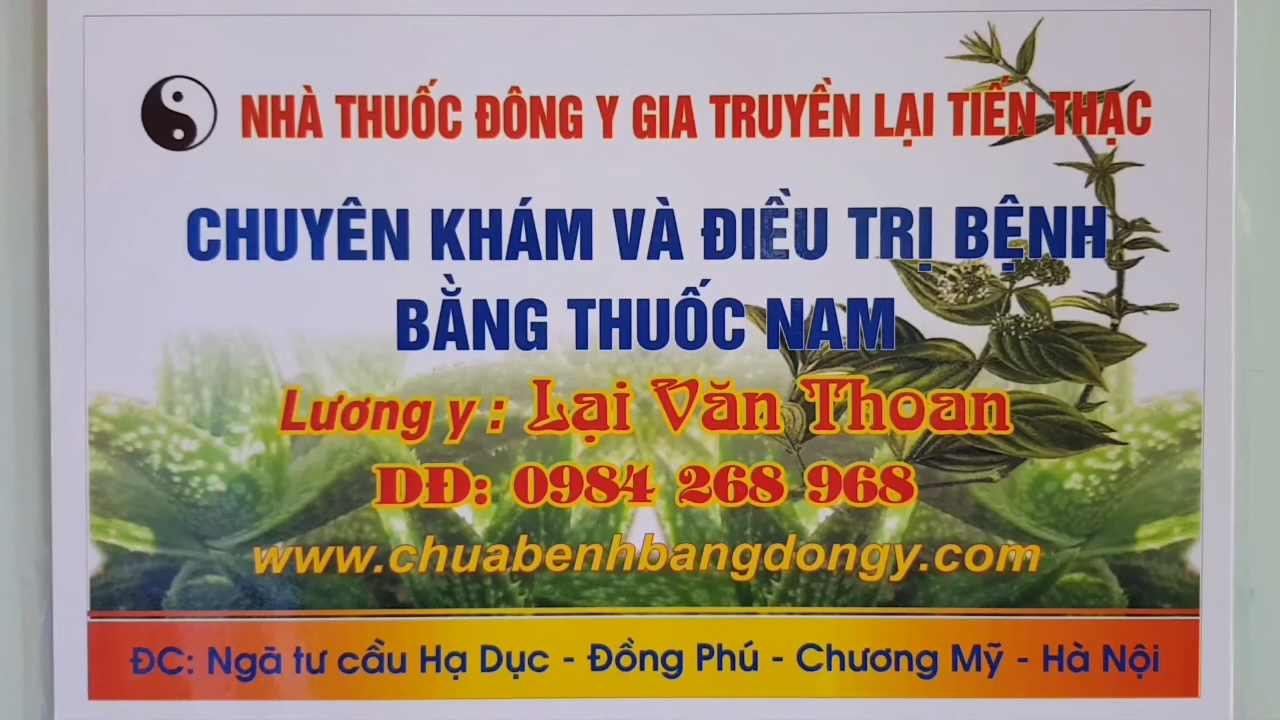 NHÀ THUỐC ĐÔNG Y GIA TRUYỀN LẠI TIẾN THẠC
CHUYÊN KHÁM VÀ ĐIỀU TRỊ BỆNH
BẰNG THUỐC NAM
Lương y : Lại Văn Thoan
DĐ: 0984 268 968
www.chuabenhbangdongy.com
ĐC: Ngã tư cầu Hạ Dục - Đồng Phú - Chương Mỹ - Hà Nội